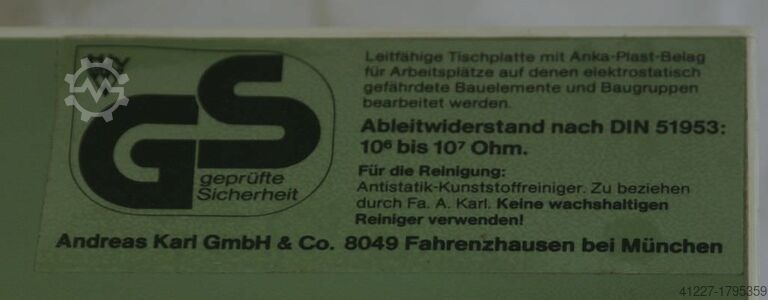 GS
geprüfte
Sicherheit
Leitfähige Tischplatte mit Anka-Plast-Belag
für Arbeitsplätze auf denen elektrostatisch
gefährdete Bauelemente und Baugruppen
bearbeitet werden.
Ableitwiderstand nach DIN 51953:
10⁶ bis 10⁷ Ohm.
Für die Reinigung:
Antistatik-Kunststoffreiniger. Zu beziehen
durch Fa. A. Karl. Keine wachshaltigen
Reiniger verwenden!
Andreas Karl GmbH & Co. 8049 Fahrenzhausen bei München
41227-1795359